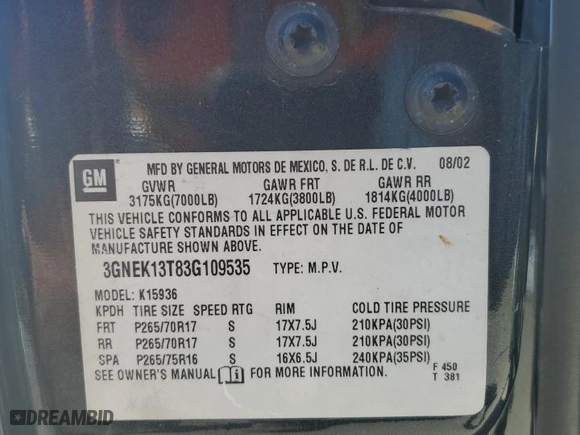 GM
MFD BY GENERAL MOTORS DE MEXICO, S. DE R.L. DE C.V. 08/02
GVWR GAWR FRT GAWR RR
3175KG(7000LB) 1724KG(3800LB) 1814KG(4000LB)
THIS VEHICLE CONFORMS TO ALL APPLICABLE U.S. FEDERAL MOTOR
VEHICLE SAFETY STANDARDS IN EFFECT ON THE DATE OF
MANUFACTURE SHOWN ABOVE.
3GNEK13T83G109535 TYPE: M.P.V.
MODEL: K15936
KPDH TIRE SIZE SPEED RTG RIM COLD TIRE PRESSURE
FRT P265/70R17 S 17X7.5J 210KPA(30PSI)
RR P265/70R17 S 17X7.5J 210KPA(30PSI)
SPA P265/75R16 S 16X6.5J 240KPA(35PSI)
SEE OWNER'S MANUAL FOR MORE INFORMATION. F 450
T 381
DREAMBID